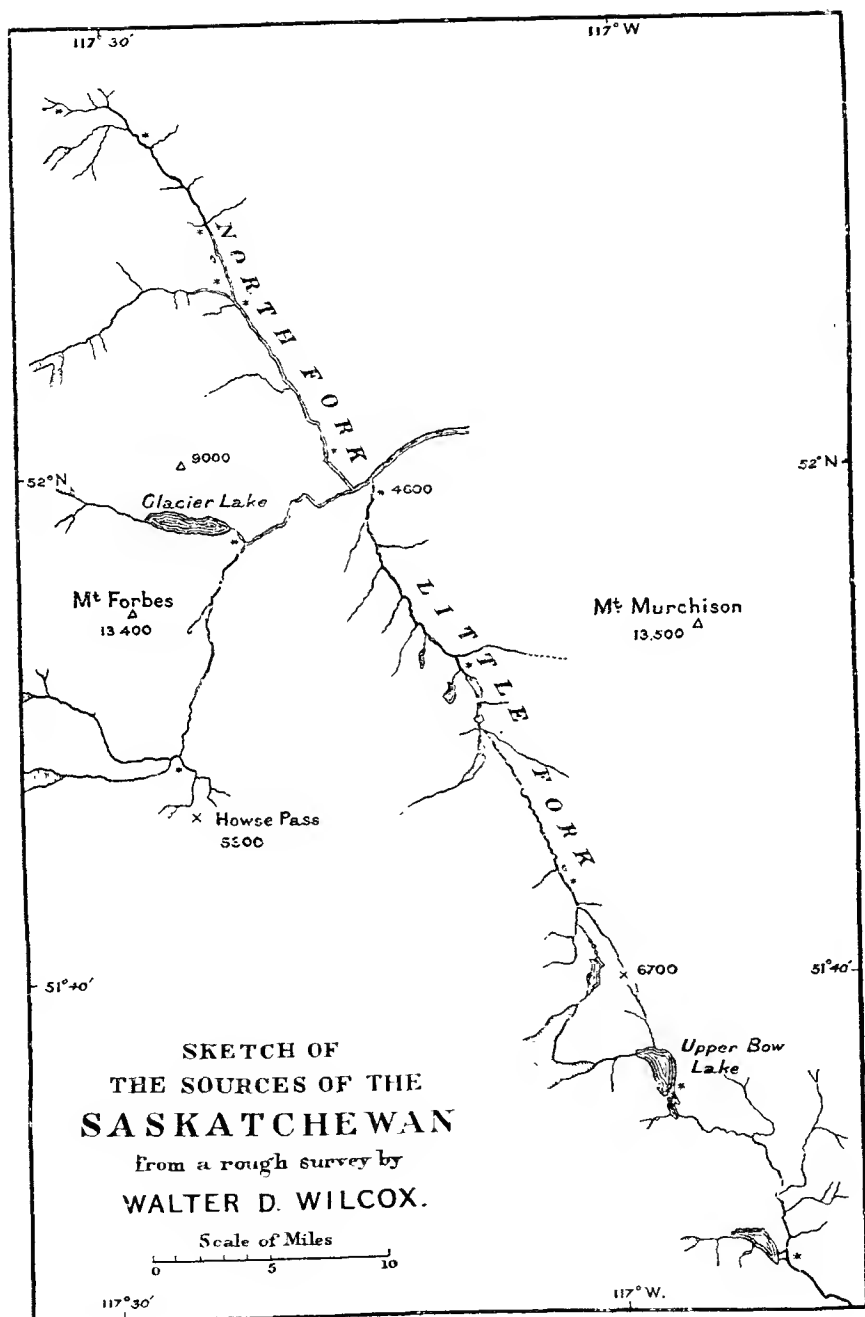 117° 30'
117° W
NORTH FORK
9000
52° N
52° N
Glacier Lake
4600
LITTLE FORK
Mt Forbes
13 400
Mt. Murchison
13,500
Howse Pass
6700
51° 40'
51° 40'
Upper Bow
Lake
SKETCH OF
THE SOURCES OF THE
SASKATCHEWAN
from a rough survey by
WALTER D. WILCOX.
Scale of Miles
0 5 10
117° 30'
117° W.